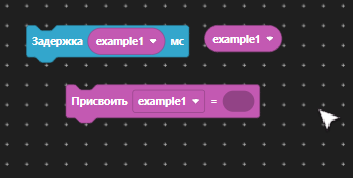 Задержка example1 мс example1
Присвоить example1 =